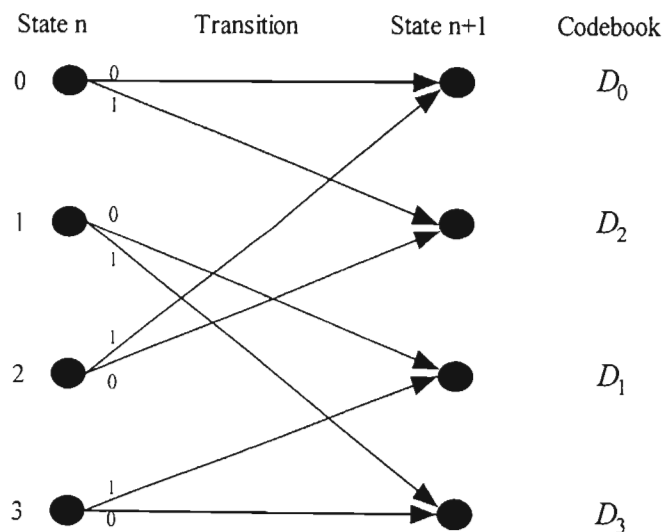 State n Transition State n+1 Codebook
0 0 D0
1
1 0 D2
1
2 1 D1
0
3 1 D3
0